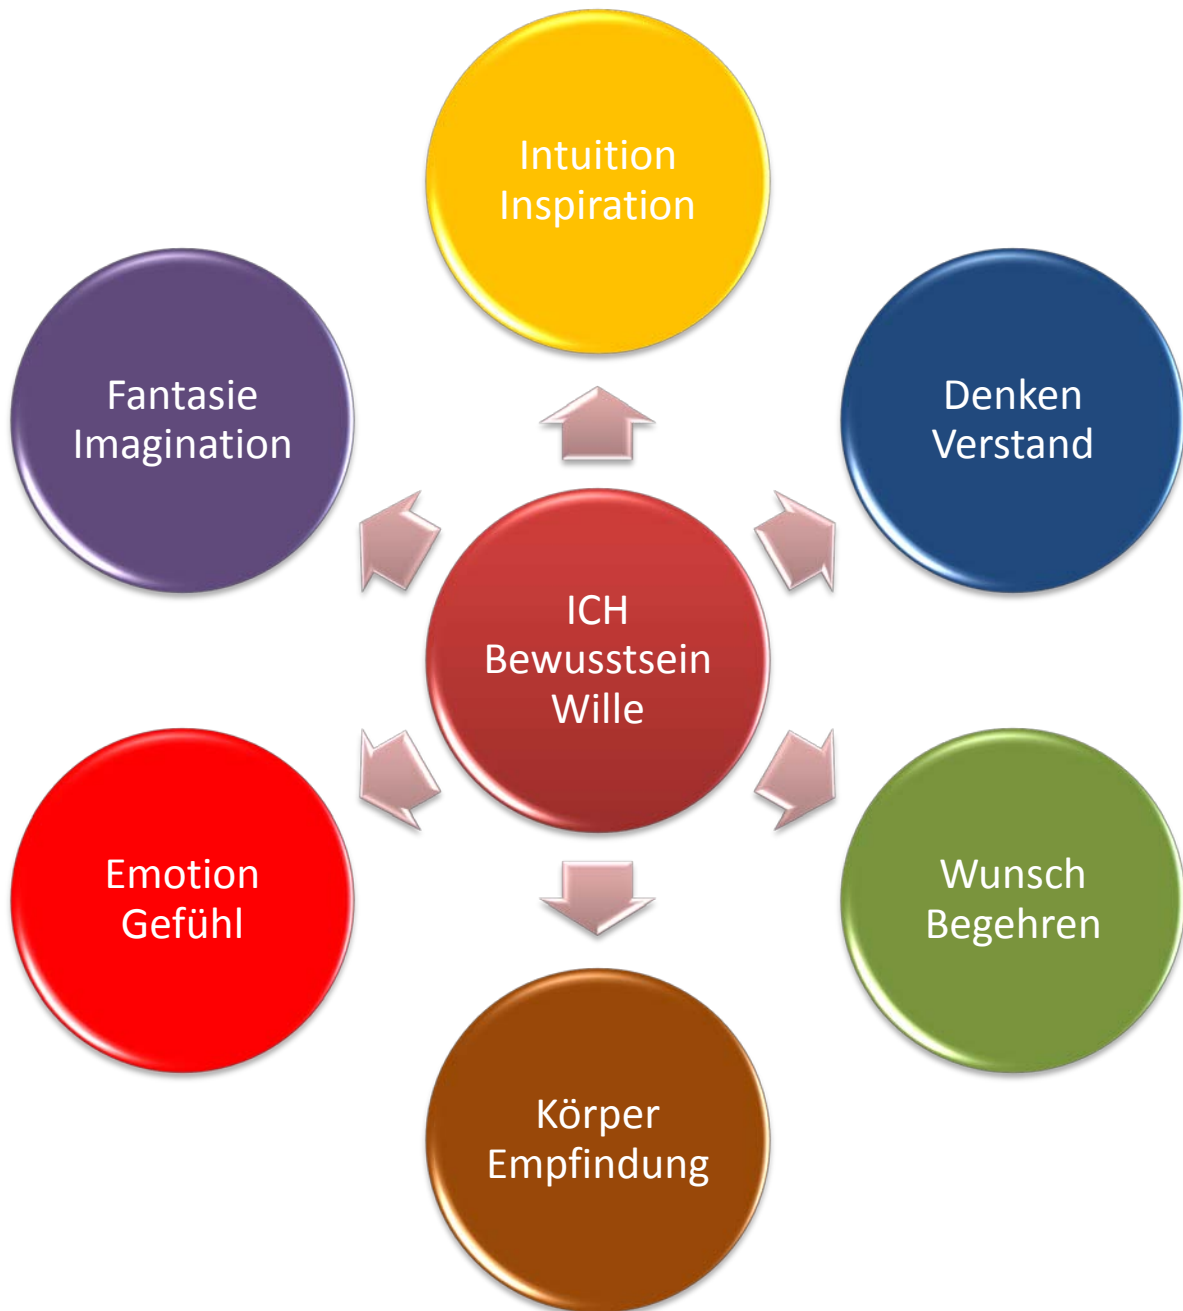 Intuition
Inspiration
Fantasie
Imagination
Denken
Verstand
ICH
Bewusstsein
Wille
Emotion
Gefühl
Wunsch
Begehren
Körper
Empfindung